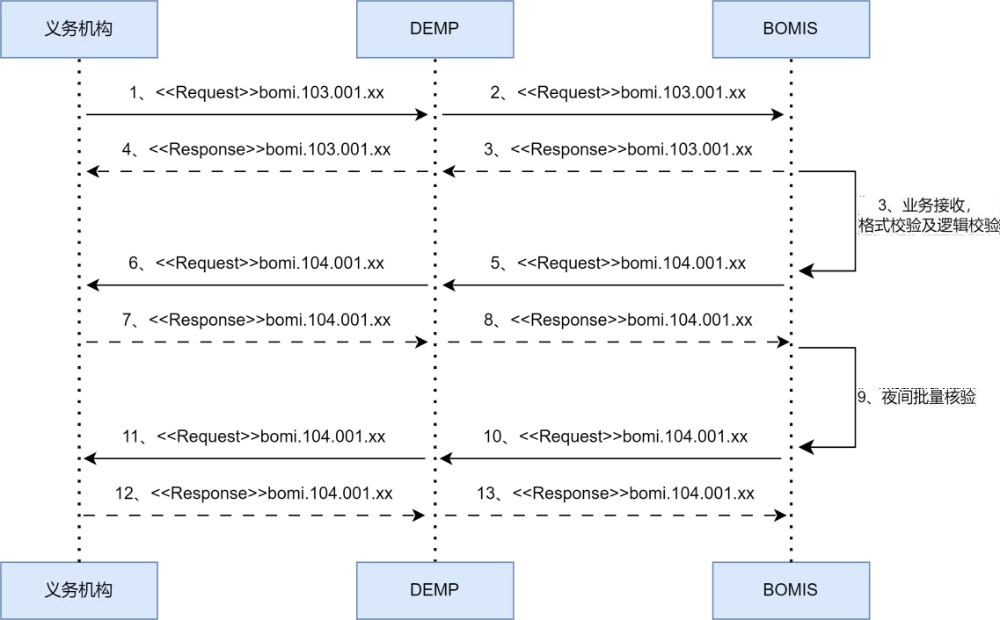 义务机构
DEMP
BOMIS
1、<<Request>>bomi.103.001.xx
2、<<Request>>bomi.103.001.xx
4、<<Response>>bomi.103.001.xx
3、<<Response>>bomi.103.001.xx
3、业务接收，
格式校验及逻辑校验
6、<<Request>>bomi.104.001.xx
5、<<Request>>bomi.104.001.xx
7、<<Response>>bomi.104.001.xx
8、<<Response>>bomi.104.001.xx
9、夜间批量核验
11、<<Request>>bomi.104.001.xx
10、<<Request>>bomi.104.001.xx
12、<<Response>>bomi.104.001.xx
13、<<Response>>bomi.104.001.xx
义务机构
DEMP
BOMIS